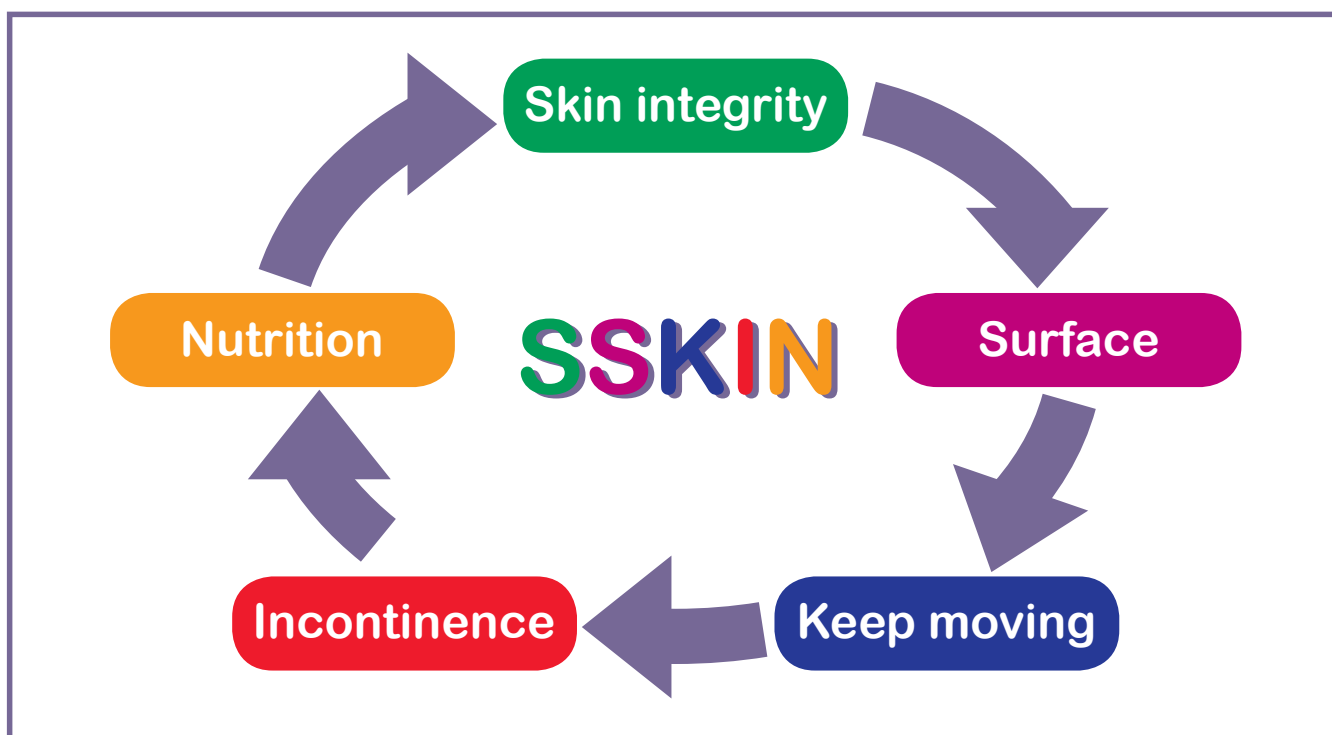 Skin integrity
Surface
Keep moving
Incontinence
Nutrition
SSKIN